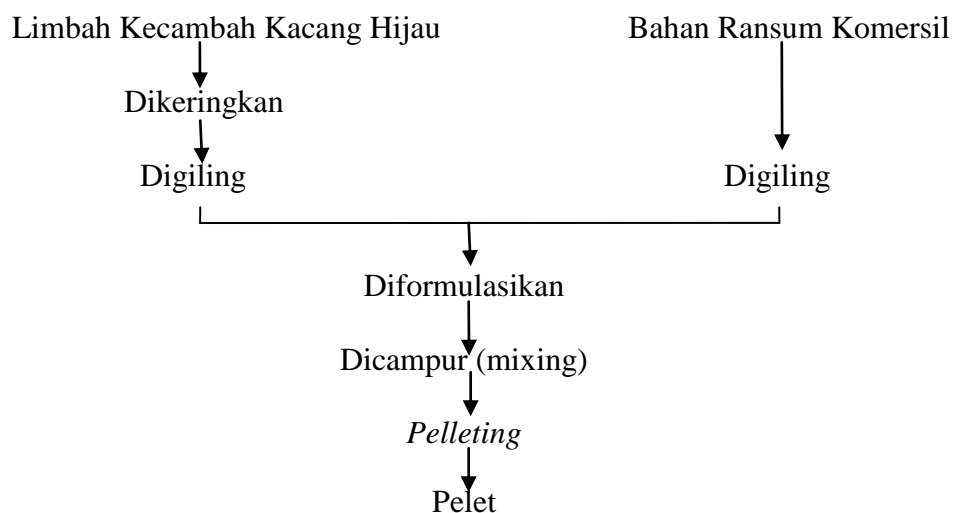 Limbah Kecambah Kacang Hijau Bahan Ransum Komersil
Dikeringkan
Digiling Digiling
Diformulasikan
Dicampur (mixing)
Pelleting
Pelet